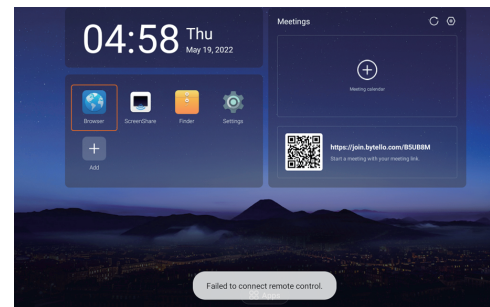 04:58 Thu
May 19, 2022
Meetings
Meeting calendar
Browser
ScreenShare
Finder
Settings
Add
https://join.bytello.com/B5UB8M
Start a meeting with your meeting link.
Failed to connect remote control.